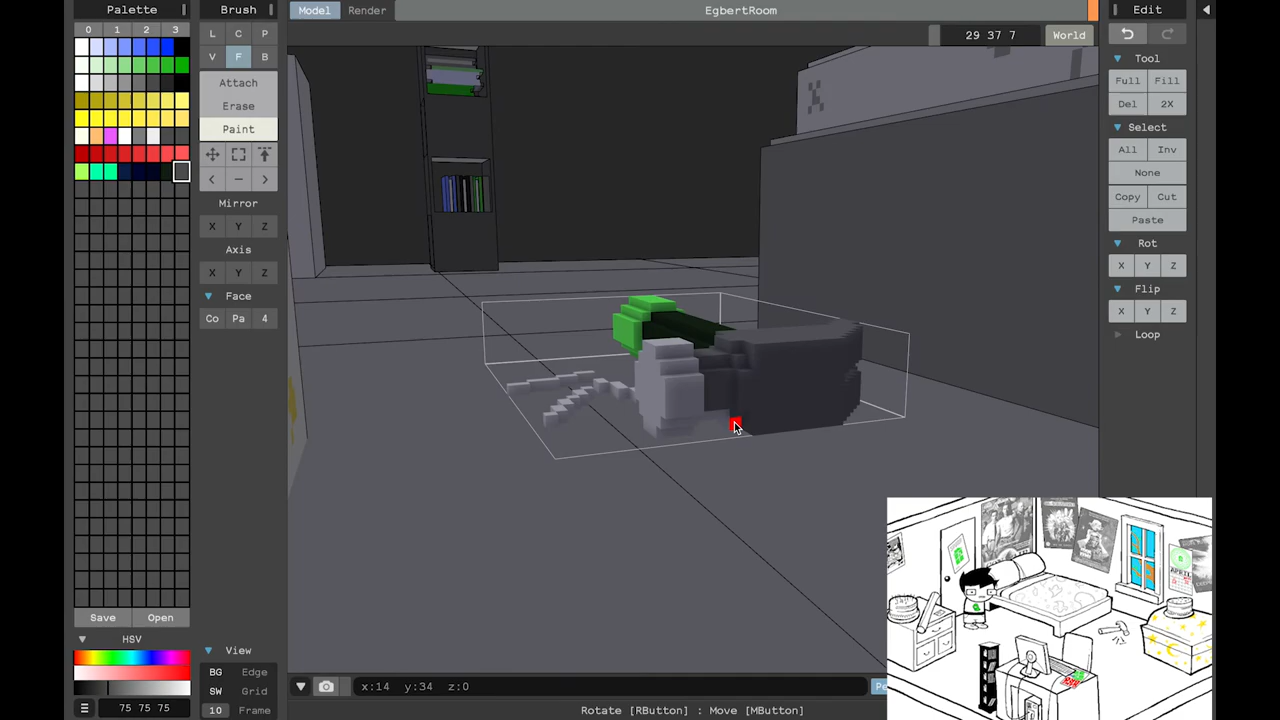 Palette
Brush
Model
Render
EgbertRoom
Edit
0 1 2 3
L C P
V F B
29 37 7
World
Tool
Full
Fill
Del
2X
Attach
Erase
Paint
Select
All
Inv
None
Copy
Cut
Paste
Mirror
X Y Z
Axis
X Y Z
Rot
X Y Z
Face
Co Pa 4
Flip
X Y Z
Loop
APRIL
Save
Open
HSV
View
BG
Edge
SW
Grid
10
Frame
75 75 75
x:14 y:34 z:0
Pe
Rotate [RButton] : Move [MButton]